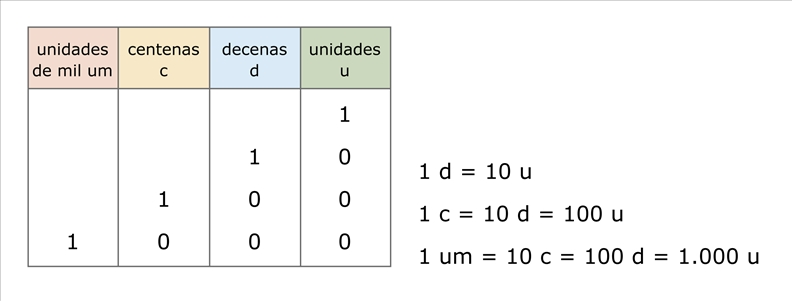 unidades centenas decenas unidades
de mil um c d u
1
1 0
1 0 0
1 0 0 0
1 d = 10 u
1 c = 10 d = 100 u
1 um = 10 c = 100 d = 1.000 u